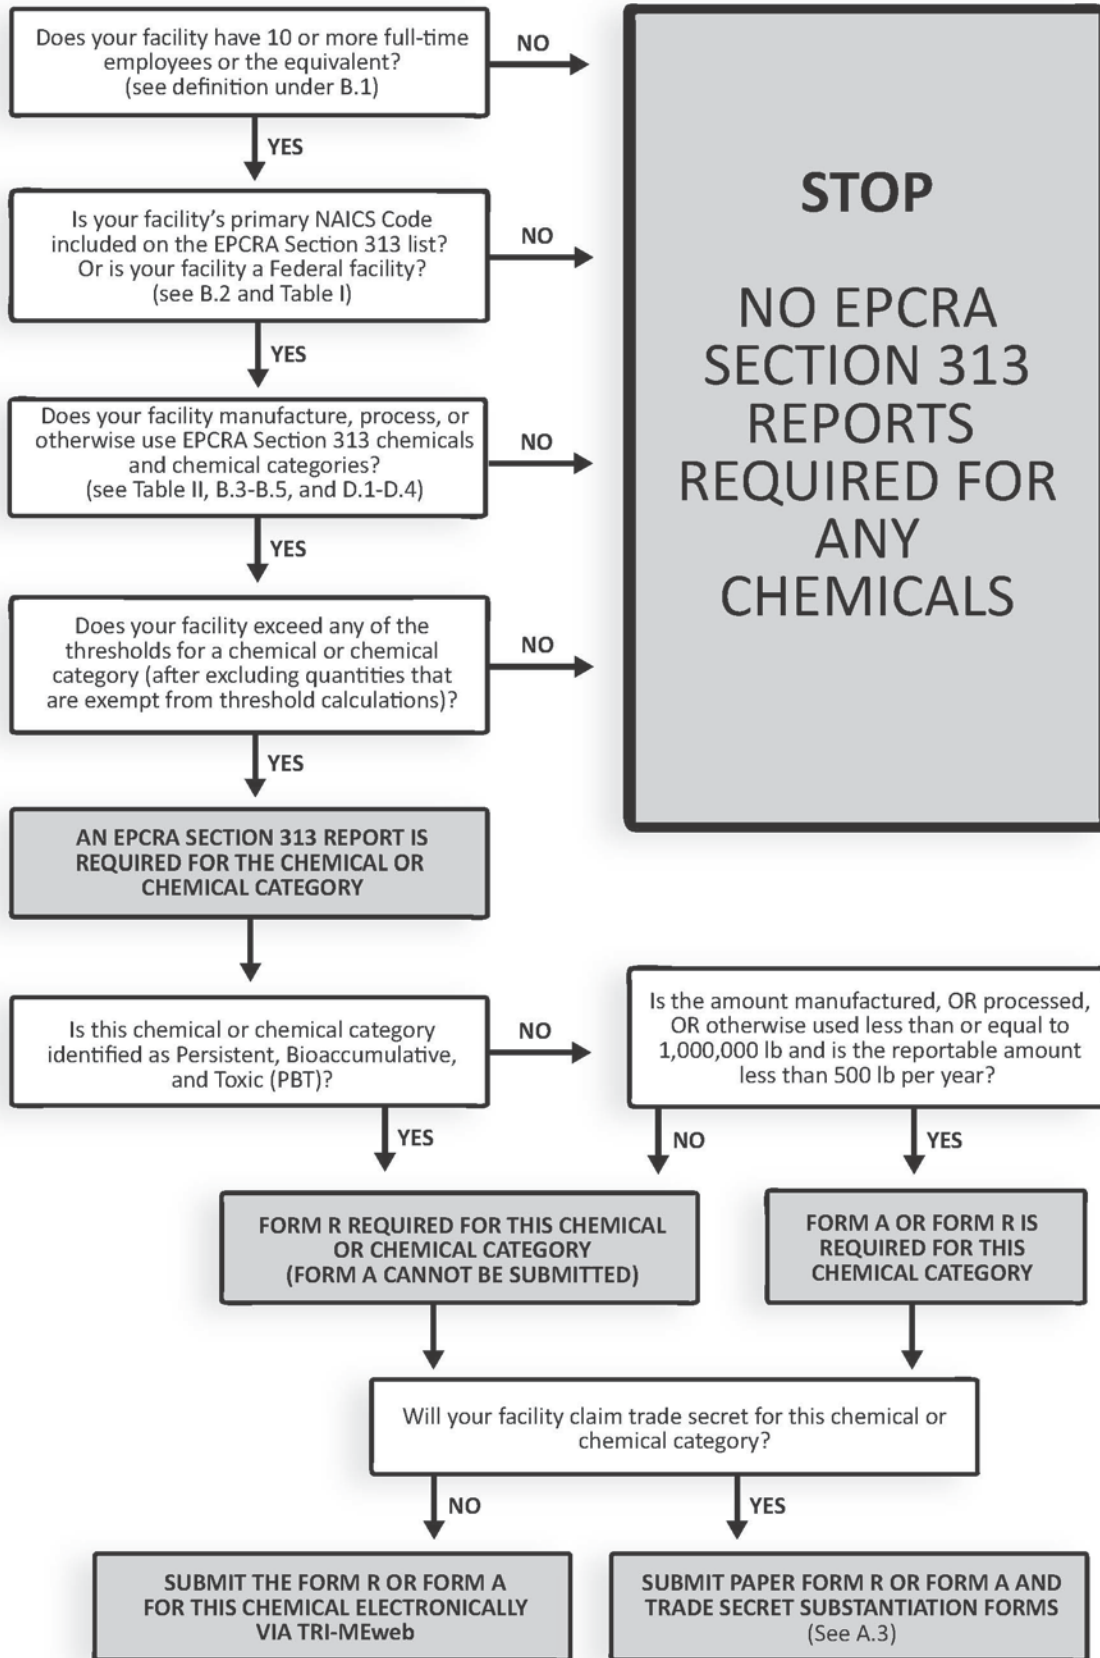 Does your facility have 10 or more full-time
employees or the equivalent?
(see definition under B.1)
NO
YES
Is your facility's primary NAICS Code
included on the EPCRA Section 313 list?
Or is your facility a Federal facility?
(see B.2 and Table I)
NO
YES
Does your facility manufacture, process, or
otherwise use EPCRA Section 313 chemicals
and chemical categories?
(see Table II, B.3-B.5, and D.1-D.4)
NO
YES
Does your facility exceed any of the
thresholds for a chemical or chemical
category (after excluding quantities that
are exempt from threshold calculations)?
NO
YES
STOP
NO EPCRA
SECTION 313
REPORTS
REQUIRED FOR
ANY
CHEMICALS
AN EPCRA SECTION 313 REPORT IS
REQUIRED FOR THE CHEMICAL OR
CHEMICAL CATEGORY
Is this chemical or chemical category
identified as Persistent, Bioaccumulative,
and Toxic (PBT)?
NO
YES
Is the amount manufactured, OR processed,
OR otherwise used less than or equal to
1,000,000 lb and is the reportable amount
less than 500 lb per year?
NO
YES
FORM R REQUIRED FOR THIS CHEMICAL
OR CHEMICAL CATEGORY
(FORM A CANNOT BE SUBMITTED)
FORM A OR FORM R IS
REQUIRED FOR THIS
CHEMICAL CATEGORY
Will your facility claim trade secret for this chemical or
chemical category?
NO
YES
SUBMIT THE FORM R OR FORM A
FOR THIS CHEMICAL ELECTRONICALLY
VIA TRI-MEweb
SUBMIT PAPER FORM R OR FORM A AND
TRADE SECRET SUBSTANTIATION FORMS
(See A.3)